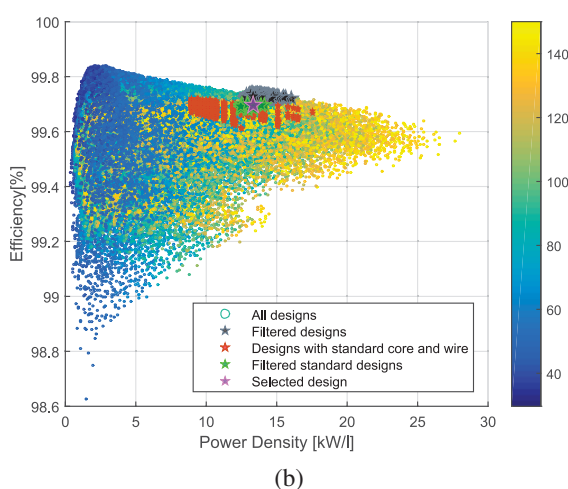 100
99.8
99.6
99.4
99.2
99
98.8
98.6
Efficiency[%]
0 5 10 15 20 25 30
Power Density [kW/l]
All designs
Filtered designs
Designs with standard core and wire
Filtered standard designs
Selected design
140
120
100
80
60
40
(b)